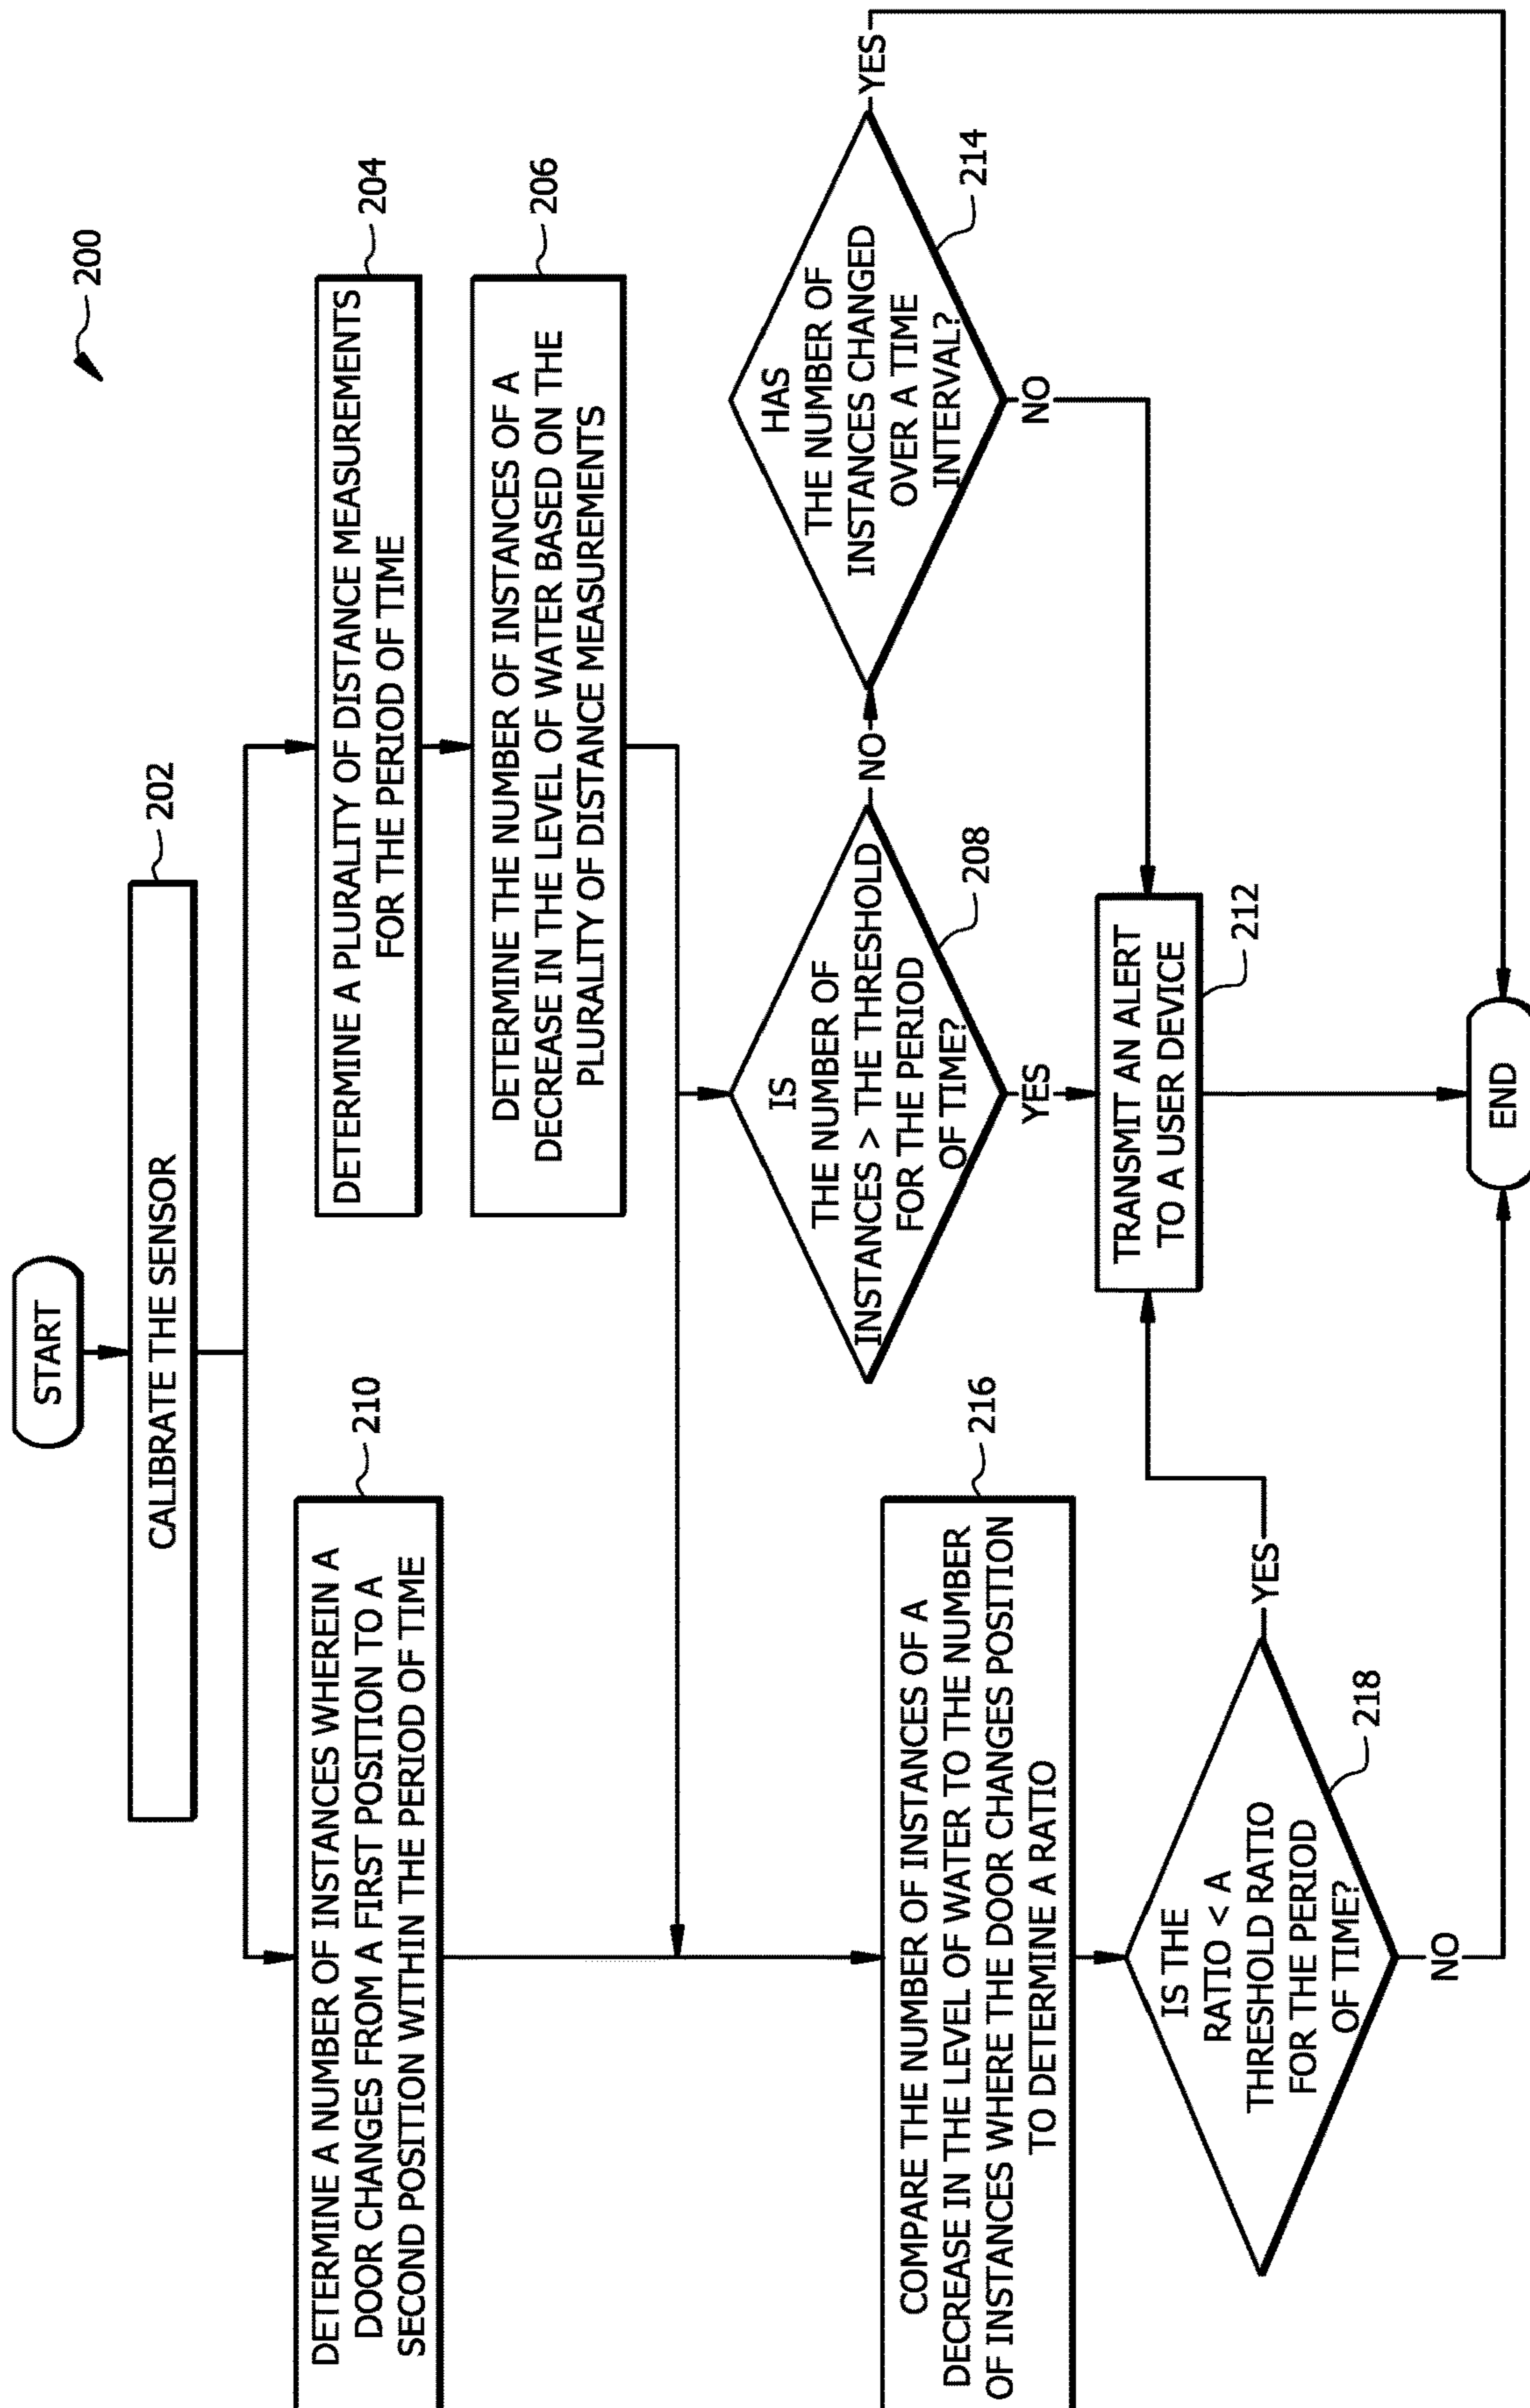 200
START
CALIBRATE THE SENSOR
202
DETERMINE A NUMBER OF INSTANCES WHEREIN A
DOOR CHANGES FROM A FIRST POSITION TO A
SECOND POSITION WITHIN THE PERIOD OF TIME
210
DETERMINE A PLURALITY OF DISTANCE MEASUREMENTS
FOR THE PERIOD OF TIME
204
DETERMINE THE NUMBER OF INSTANCES OF A
DECREASE IN THE LEVEL OF WATER BASED ON THE
PLURALITY OF DISTANCE MEASUREMENTS
206
IS
THE NUMBER OF
INSTANCES > THE THRESHOLD
FOR THE PERIOD
OF TIME?
208
NO
YES
HAS
THE NUMBER OF
INSTANCES CHANGED
OVER A TIME
INTERVAL?
214
YES
NO
COMPARE THE NUMBER OF INSTANCES OF A
DECREASE IN THE LEVEL OF WATER TO THE NUMBER
OF INSTANCES WHERE THE DOOR CHANGES POSITION
TO DETERMINE A RATIO
216
TRANSMIT AN ALERT
TO A USER DEVICE
212
IS THE
RATIO < A
THRESHOLD RATIO
FOR THE PERIOD
OF TIME?
218
YES
NO
END